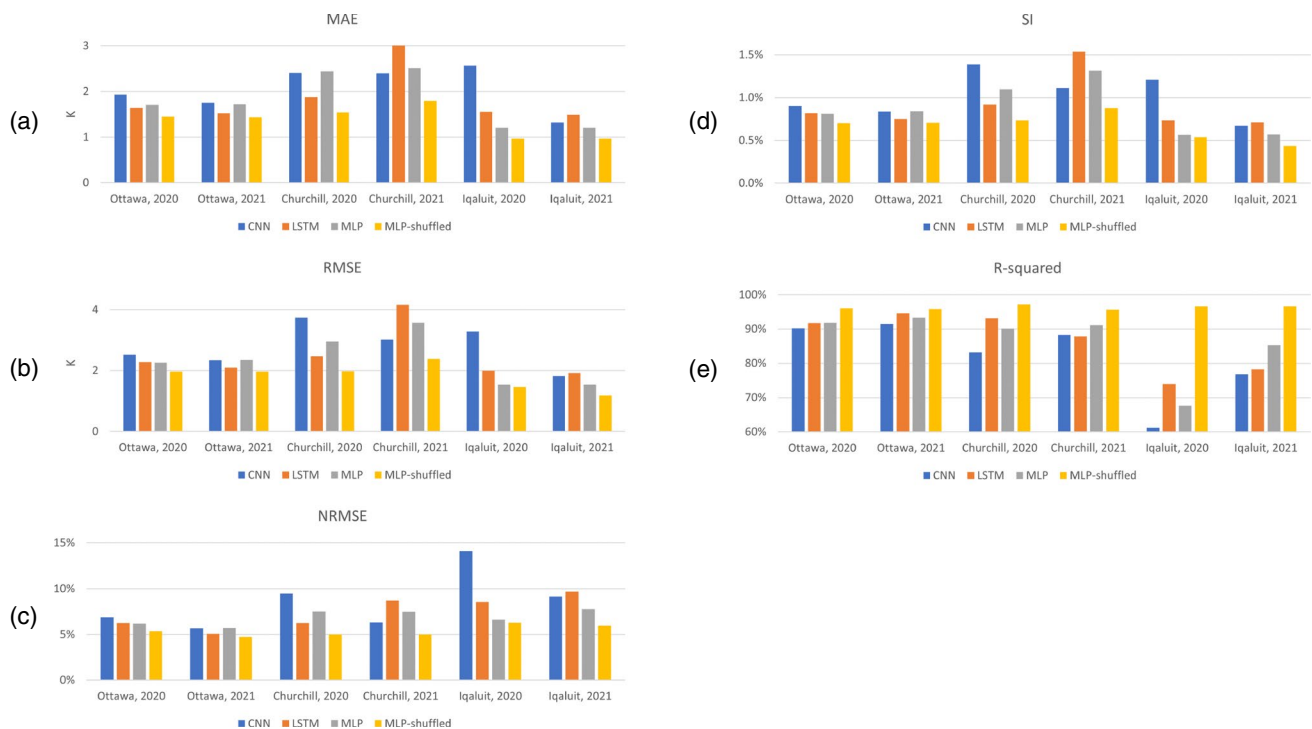 MAE
(a)
K
3
2
1
0
Ottawa, 2020 Ottawa, 2021 Churchill, 2020 Churchill, 2021 Iqaluit, 2020 Iqaluit, 2021
CNN LSTM MLP MLP-shuffled
RMSE
(b)
K
4
2
0
Ottawa, 2020 Ottawa, 2021 Churchill, 2020 Churchill, 2021 Iqaluit, 2020 Iqaluit, 2021
CNN LSTM MLP MLP-shuffled
NRMSE
(c)
15%
10%
5%
0%
Ottawa, 2020 Ottawa, 2021 Churchill, 2020 Churchill, 2021 Iqaluit, 2020 Iqaluit, 2021
CNN LSTM MLP MLP-shuffled
SI
(d)
1.5%
1.0%
0.5%
0.0%
Ottawa, 2020 Ottawa, 2021 Churchill, 2020 Churchill, 2021 Iqaluit, 2020 Iqaluit, 2021
CNN LSTM MLP MLP-shuffled
R-squared
(e)
100%
90%
80%
70%
60%
Ottawa, 2020 Ottawa, 2021 Churchill, 2020 Churchill, 2021 Iqaluit, 2020 Iqaluit, 2021
CNN LSTM MLP MLP-shuffled